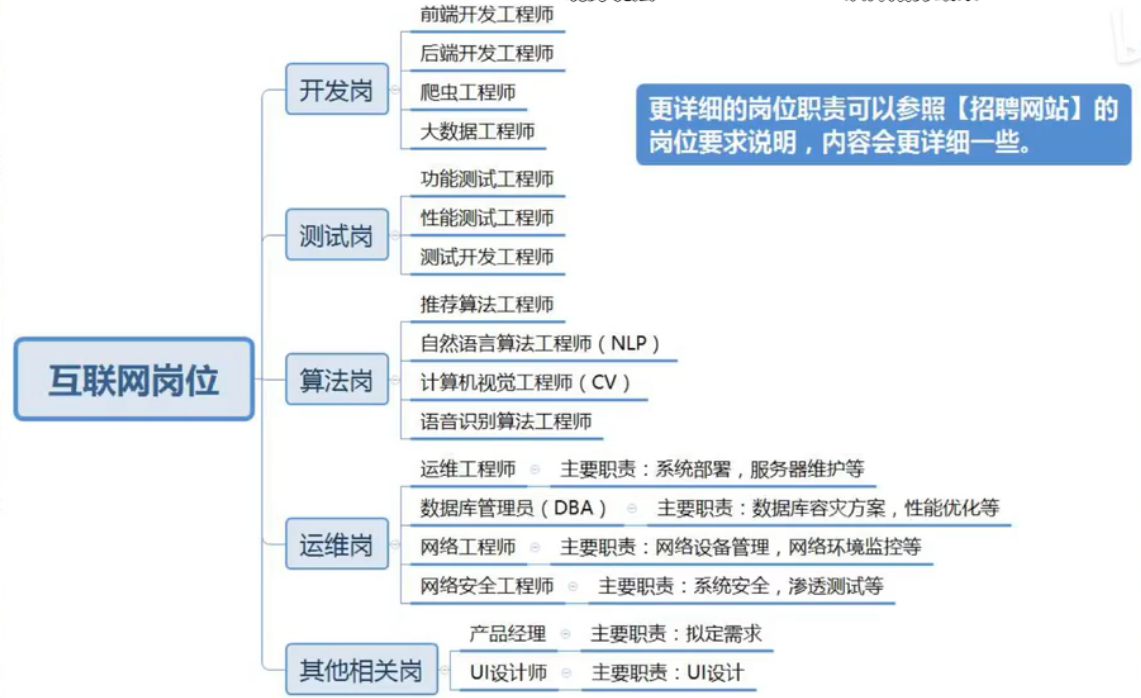 前端开发工程师
后端开发工程师
开发岗
爬虫工程师
大数据工程师
更详细的岗位职责可以参照【招聘网站】的
岗位要求说明，内容会更详细一些。
功能测试工程师
测试岗
性能测试工程师
测试开发工程师
推荐算法工程师
自然语言算法工程师（NLP）
互联网岗位
算法岗
计算机视觉工程师（CV）
语音识别算法工程师
运维工程师 主要职责：系统部署，服务器维护等
数据库管理员（DBA） 主要职责：数据库容灾方案，性能优化等
运维岗
网络工程师 主要职责：网络设备管理，网络环境监控等
网络安全工程师 主要职责：系统安全，渗透测试等
产品经理 主要职责：拟定需求
其他相关岗
UI设计师 主要职责：UI设计